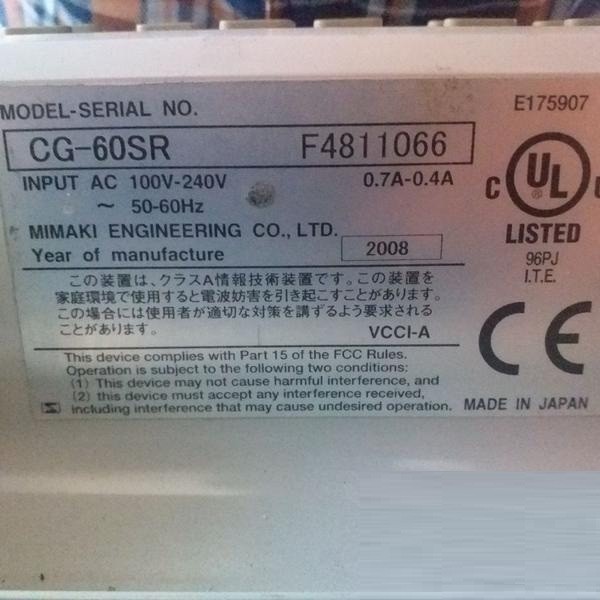 MODEL-SERIAL NO.
E175907
CG-60SR F4811066
INPUT AC 100V-240V 0.7A-0.4A
~ 50-60Hz
C UL ®
LISTED
96PJ
I.T.E.
MIMAKI ENGINEERING CO., LTD.
Year of manufacture 2008
この装置は、クラスA情報技術装置です。この装置を
家庭環境で使用すると電波妨害を引き起こすことがあります。
この場合には使用者が適切な対策を講ずるよう要求される
ことがあります。 VCCI-A
CE
This device complies with Part 15 of the FCC Rules.
Operation is subject to the following two conditions:
(1) This device may not cause harmful interference, and
(2) this device must accept any interference received,
including interference that may cause undesired operation.
MADE IN JAPAN